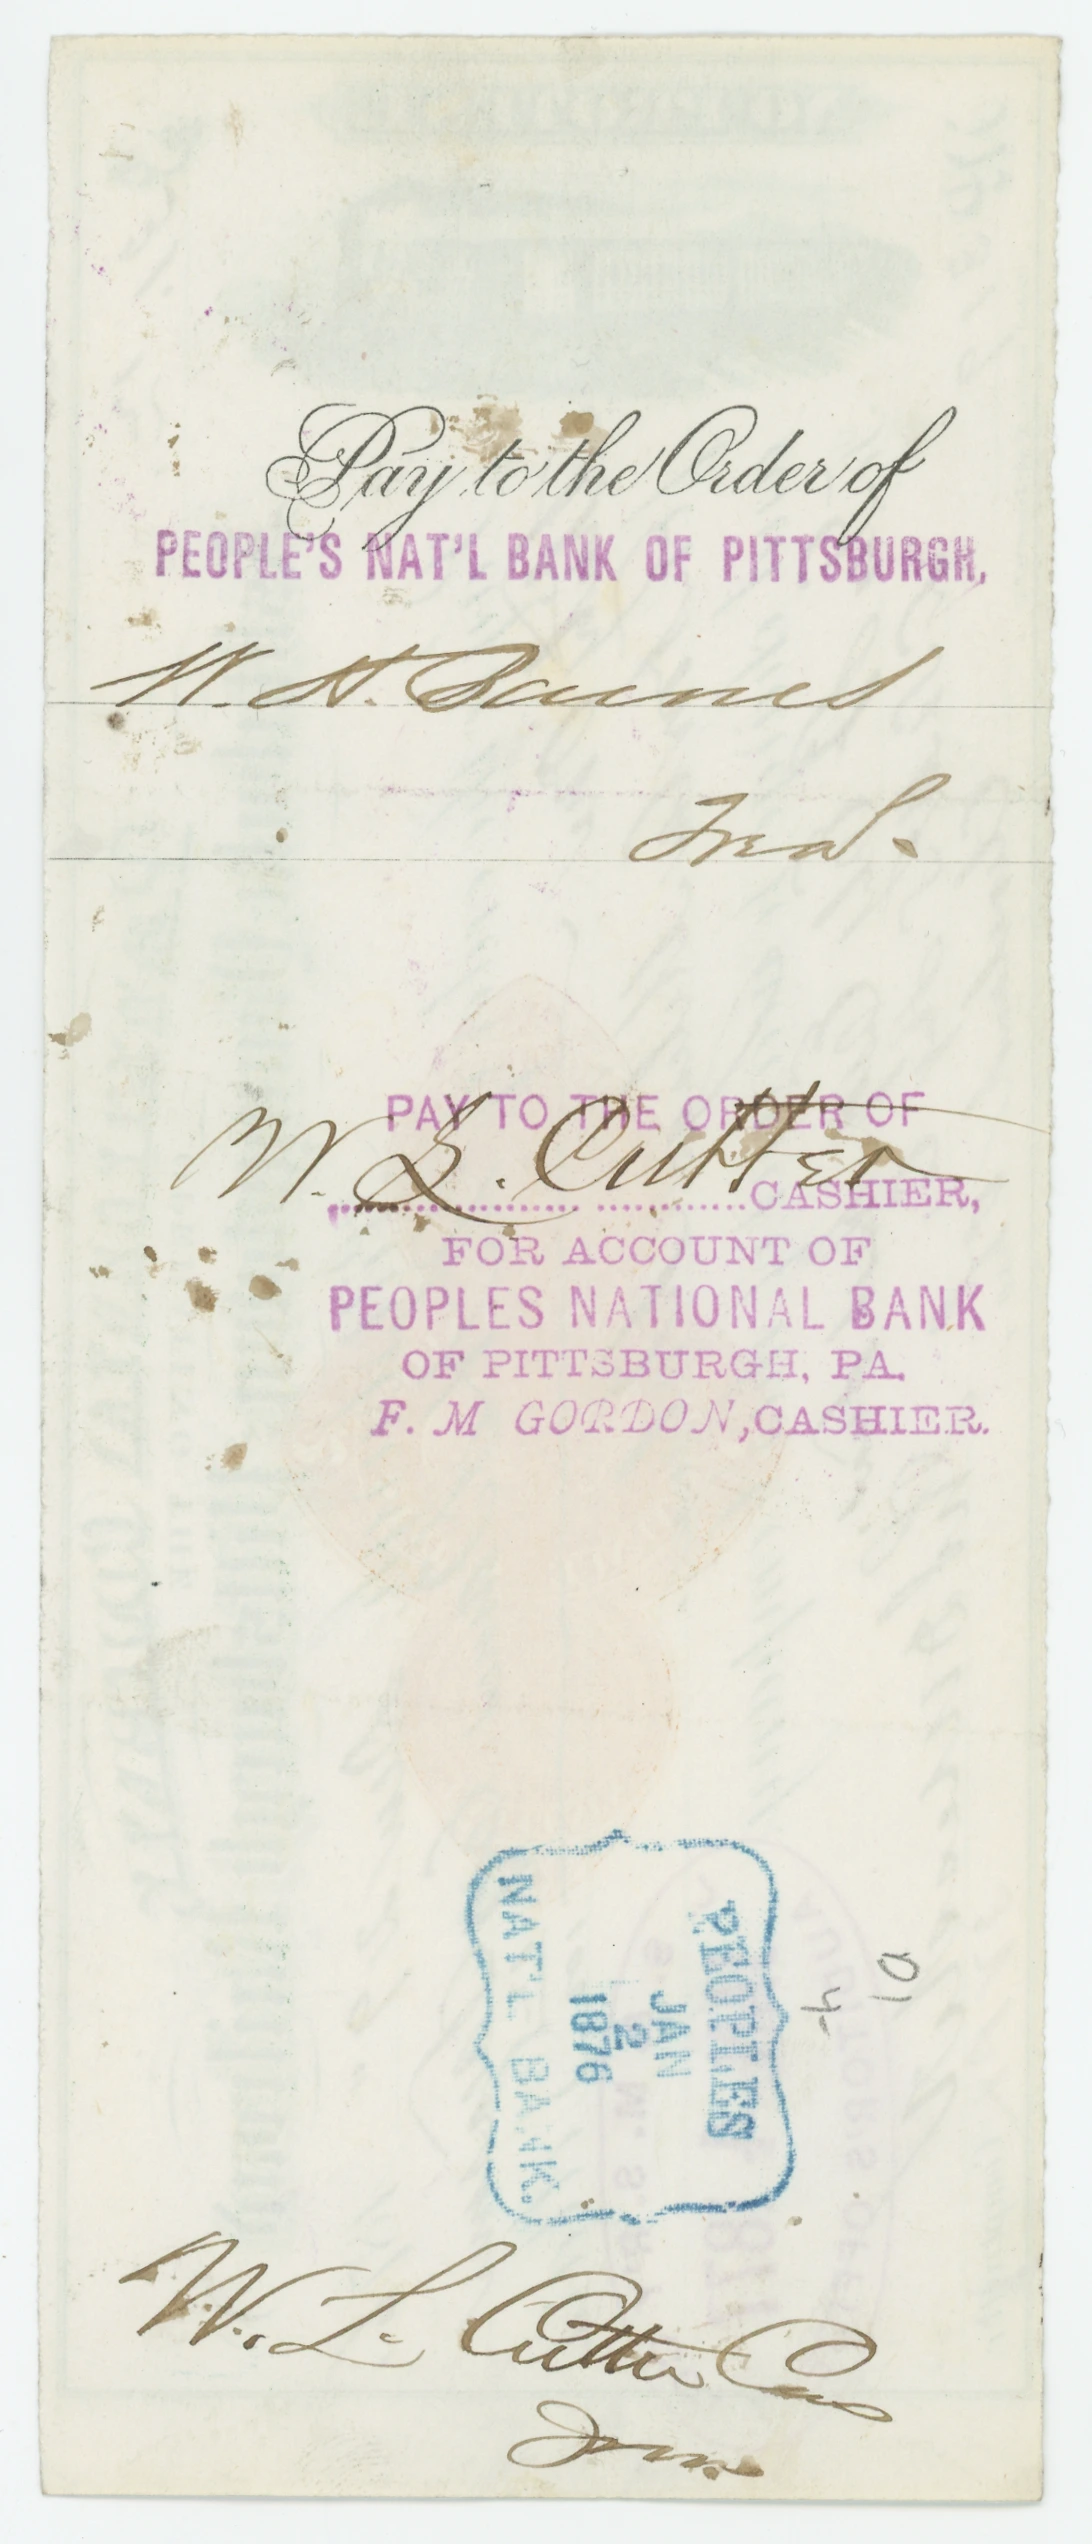 Pay to the Order of
PEOPLE'S NAT'L BANK OF PITTSBURGH,
W. H. Barnes
Trea.
PAY TO THE ORDER OF
W. L. Cutter
CASHIER,
FOR ACCOUNT OF
PEOPLES NATIONAL BANK
OF PITTSBURGH, PA.
F. M GORDON, CASHIER.
PEOPLES
JAN
2
1876
NAT'L BANK.
10
4
W. L. Cutter Cas